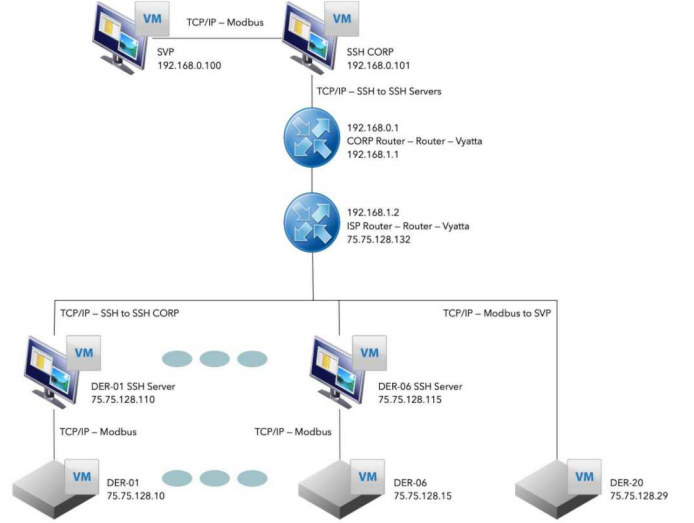 VM
TCP/IP – Modbus
VM
SVP
192.168.0.100
SSH CORP
192.168.0.101
TCP/IP – SSH to SSH Servers
192.168.0.1
CORP Router – Router – Vyatta
192.168.1.1
192.168.1.2
ISP Router – Router – Vyatta
75.75.128.132
TCP/IP – SSH to SSH CORP
TCP/IP – Modbus to SVP
VM
VM
DER-01 SSH Server
75.75.128.110
DER-06 SSH Server
75.75.128.115
TCP/IP – Modbus
TCP/IP – Modbus
VM
VM
VM
DER-01
75.75.128.10
DER-06
75.75.128.15
DER-20
75.75.128.29